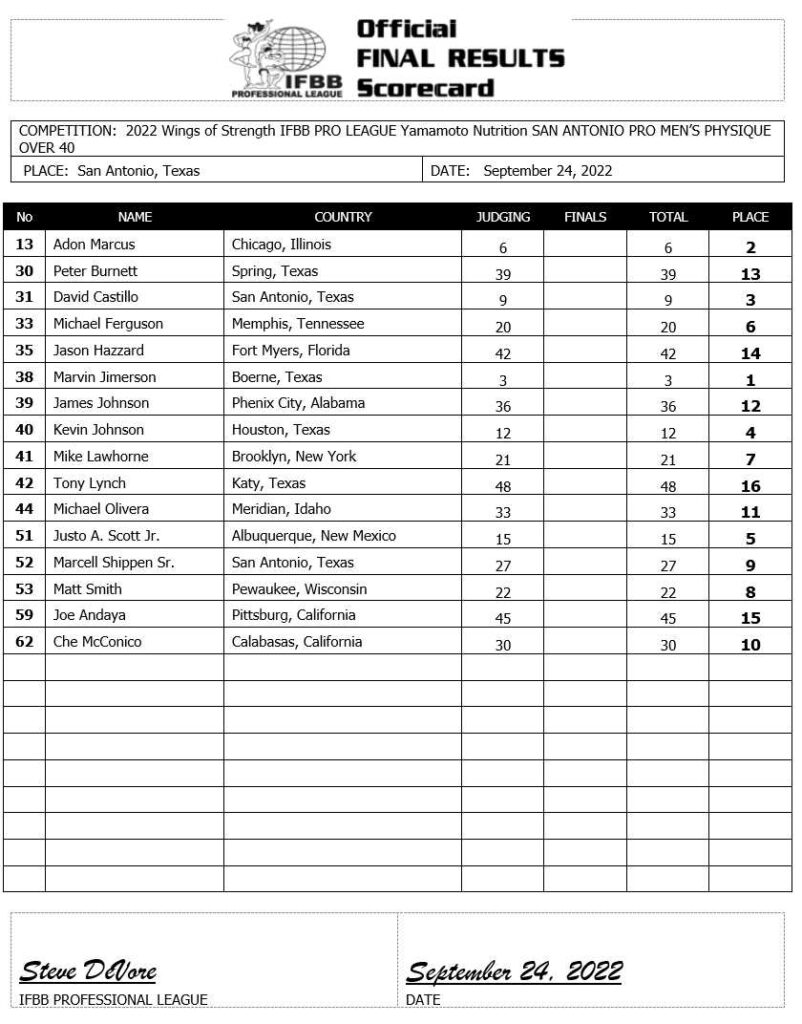 Official
FINAL RESULTS
Scorecard
IFBB
PROFESSIONAL LEAGUE
COMPETITION: 2022 Wings of Strength IFBB PRO LEAGUE Yamamoto Nutrition SAN ANTONIO PRO MEN'S PHYSIQUE
OVER 40
PLACE: San Antonio, Texas DATE: September 24, 2022
No NAME COUNTRY JUDGING FINALS TOTAL PLACE
13 Adon Marcus Chicago, Illinois 6 6 2
30 Peter Burnett Spring, Texas 39 39 13
31 David Castillo San Antonio, Texas 9 9 3
33 Michael Ferguson Memphis, Tennessee 20 20 6
35 Jason Hazzard Fort Myers, Florida 42 42 14
38 Marvin Jimerson Boerne, Texas 3 3 1
39 James Johnson Phenix City, Alabama 36 36 12
40 Kevin Johnson Houston, Texas 12 12 4
41 Mike Lawhorne Brooklyn, New York 21 21 7
42 Tony Lynch Katy, Texas 48 48 16
44 Michael Olivera Meridian, Idaho 33 33 11
51 Justo A. Scott Jr. Albuquerque, New Mexico 15 15 5
52 Marcell Shippen Sr. San Antonio, Texas 27 27 9
53 Matt Smith Pewaukee, Wisconsin 22 22 8
59 Joe Andaya Pittsburg, California 45 45 15
62 Che McConico Calabasas, California 30 30 10
Steve DeVore September 24, 2022
IFBB PROFESSIONAL LEAGUE DATE